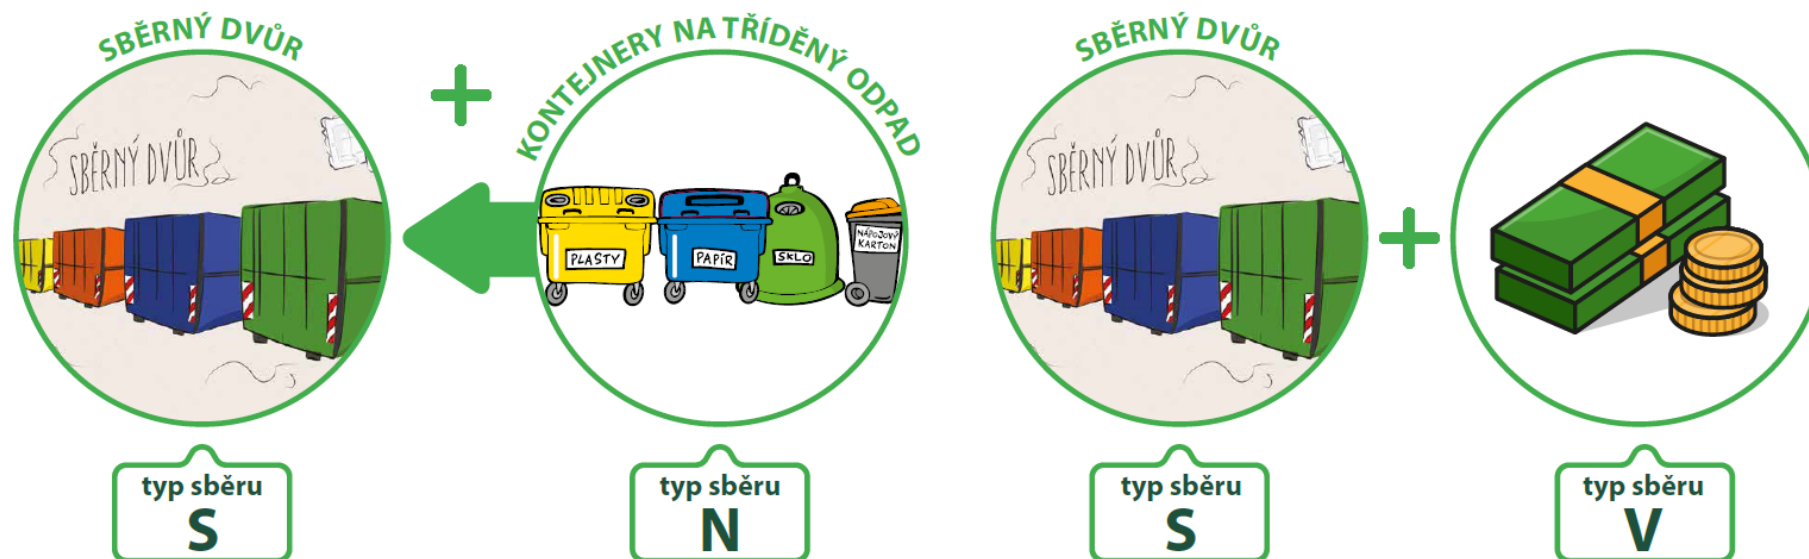 SBĚRNÝ DVŮR
SBĚRNÝ DVŮR
typ sběru
S
+
KONTEJNERY NA TŘÍDĚNÝ ODPAD
PLASTY
PAPÍR
SKLO
NÁPOJOVÝ
KARTON
typ sběru
N
SBĚRNÝ DVŮR
SBĚRNÝ DVŮR
typ sběru
S
+
typ sběru
V